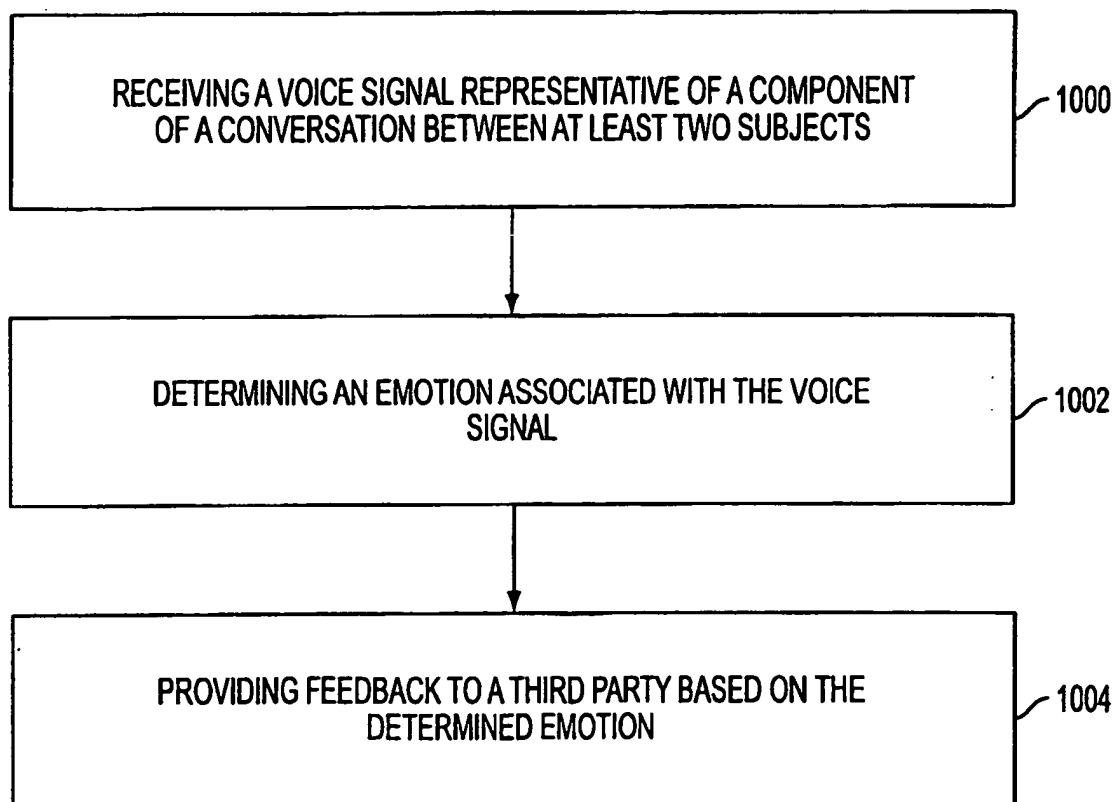 RECEIVING A VOICE SIGNAL REPRESENTATIVE OF A COMPONENT
OF A CONVERSATION BETWEEN AT LEAST TWO SUBJECTS
1000
DETERMINING AN EMOTION ASSOCIATED WITH THE VOICE
SIGNAL
1002
PROVIDING FEEDBACK TO A THIRD PARTY BASED ON THE
DETERMINED EMOTION
1004